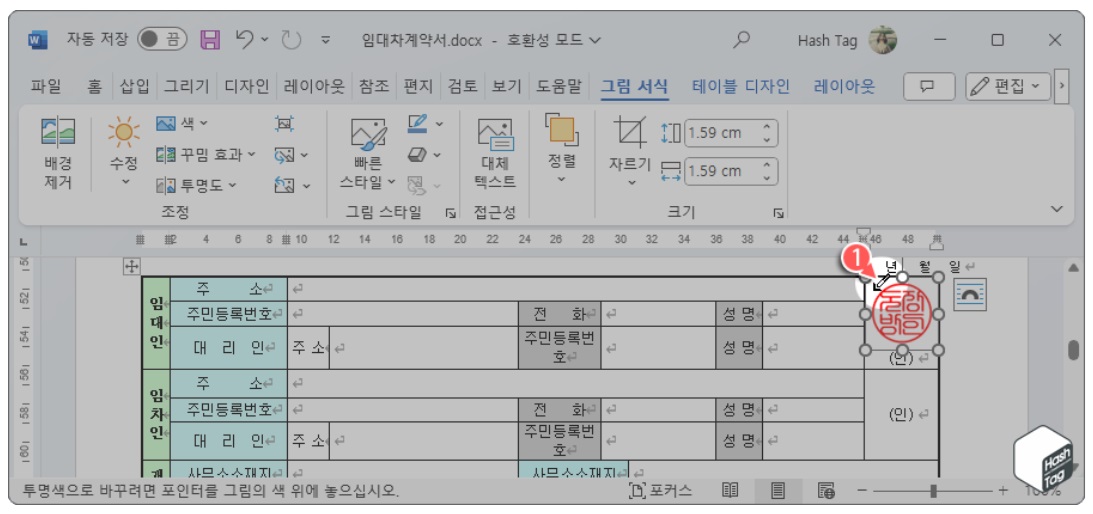 자동 저장 끔 임대차계약서.docx - 호환성 모드 Hash Tag
파일 홈 삽입 그리기 디자인 레이아웃 참조 편지 검토 보기 도움말 그림 서식 테이블 디자인 레이아웃 편집
배경 제거
수정
색
꾸밈 효과
투명도
조정
빠른 스타일
그림 스타일
대체 텍스트
접근성
정렬
자르기
1.59 cm
1.59 cm
크기
2 4 6 8 10 12 14 16 18 20 22 24 26 28 30 32 34 36 38 40 42 44 46 48
50
52
54
56
58
60
1
년 월 일
임대인
주 소
주민등록번호 전 화 성 명
대 리 인 주 소 주민등록번호 성 명
(인)
임차인
주 소
주민등록번호 전 화 성 명 (인)
대 리 인 주 소 주민등록번호 성 명
사무소소재지 사무소소재지
투명색으로 바꾸려면 포인터를 그림의 색 위에 놓으십시오. 포커스
Hash
Tag